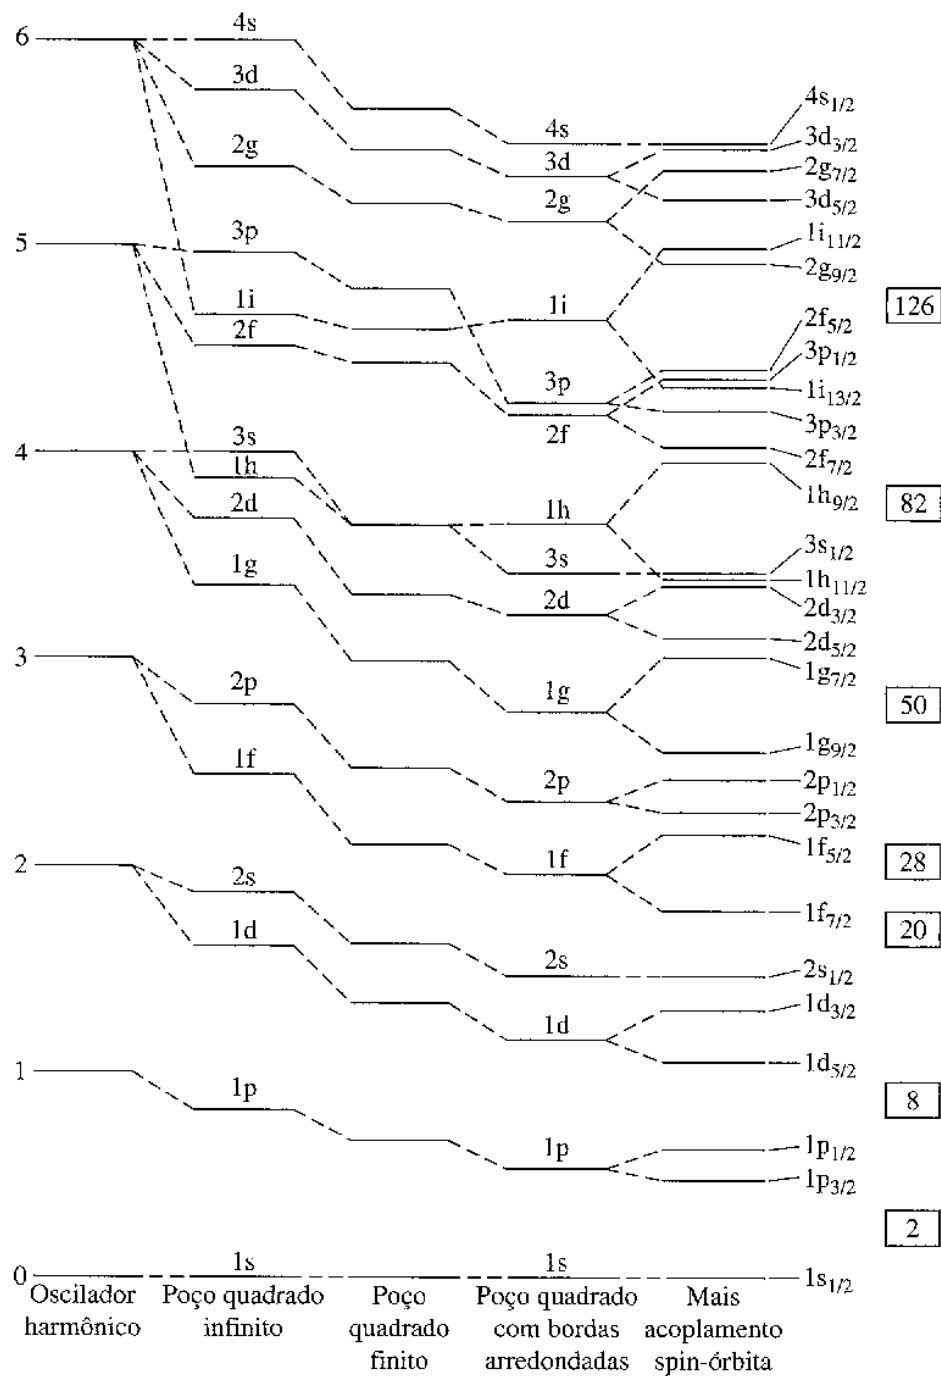 6
4s
3d
4s
4s1/2
3d
3d3/2
2g
2g
2g7/2
3d5/2
5
3p
1i11/2
2g9/2
1i
1i
126
2f
2f5/2
3p
3p1/2
1i13/2
2f
3p3/2
4
3s
2f7/2
1h
1h9/2
82
2d
1h
3s
3s1/2
1g
1h11/2
2d
2d3/2
2d5/2
3
2p
1g
1g7/2
50
1g9/2
1f
2p
2p1/2
2p3/2
2
2s
1f
1f5/2
28
1f7/2
1d
20
2s
2s1/2
1d
1d3/2
1d5/2
1
1p
8
1p
1p1/2
1p3/2
2
0
1s
1s
1s1/2
Oscilador
harmônico
Poço quadrado
infinito
Poço
quadrado
finito
Poço quadrado
com bordas
arredondadas
Mais
acoplamento
spin-órbita